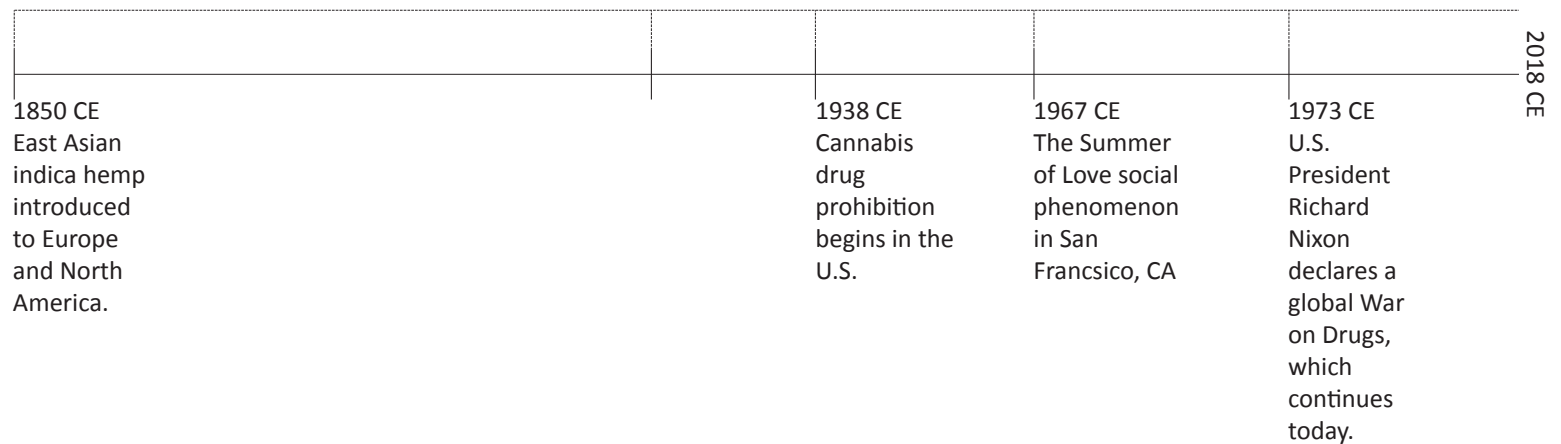 1850 CE
East Asian
indica hemp
introduced
to Europe
and North
America.
1938 CE
Cannabis
drug
prohibition
begins in the
U.S.
1967 CE
The Summer
of Love social
phenomenon
in San
Francsico, CA
1973 CE
U.S.
President
Richard
Nixon
declares a
global War
on Drugs,
which
continues
today.
2018 CE